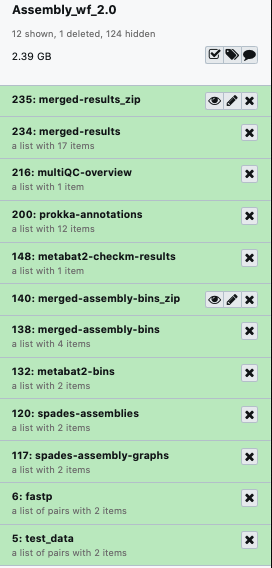 Assembly_wf_2.0
12 shown, 1 deleted, 124 hidden
2.39 GB
235: merged-results_zip
234: merged-results
a list with 17 items
216: multiQC-overview
a list with 1 item
200: prokka-annotations
a list with 12 items
148: metabat2-checkm-results
a list with 1 item
140: merged-assembly-bins_zip
138: merged-assembly-bins
a list with 4 items
132: metabat2-bins
a list with 2 items
120: spades-assemblies
a list with 2 items
117: spades-assembly-graphs
a list with 2 items
6: fastp
a list of pairs with 2 items
5: test_data
a list of pairs with 2 items